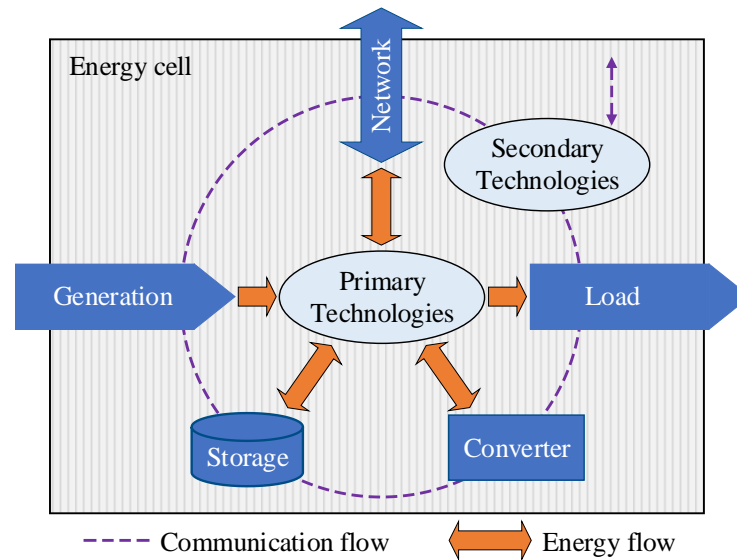 Energy cell
Network
Secondary
Technologies
Generation
Primary
Technologies
Load
Storage
Converter
Communication flow
Energy flow